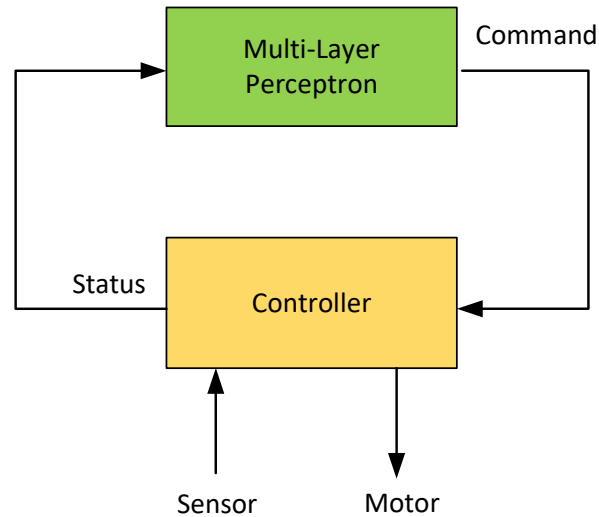 Multi-Layer
Perceptron
Command
Status
Controller
Sensor
Motor